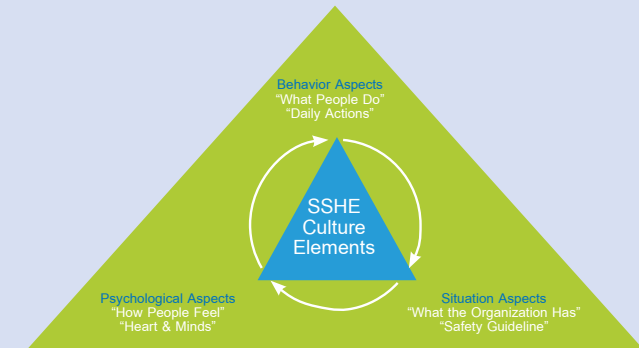 Behavior Aspects
“What People Do”
“Daily Actions”
SSHE
Culture
Elements
Psychological Aspects
“How People Feel”
“Heart & Minds”
Situation Aspects
“What the Organization Has”
“Safety Guideline”